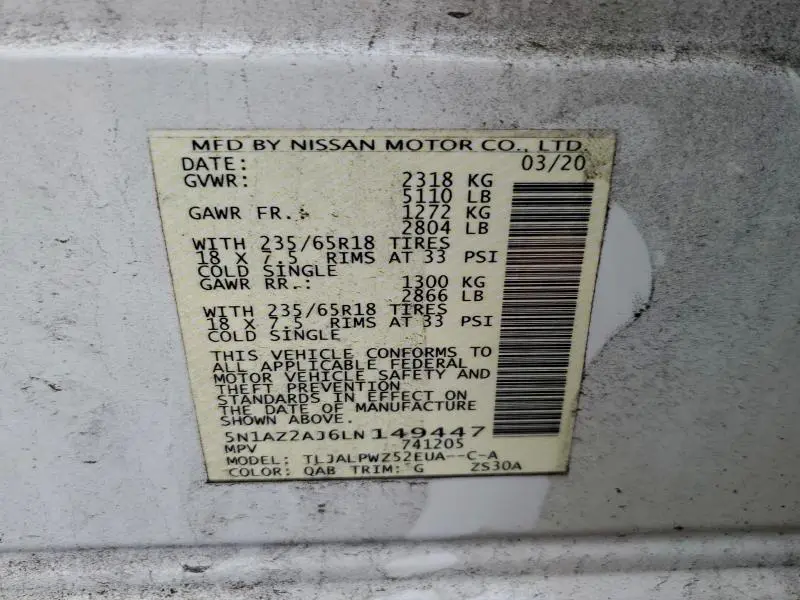 MFD BY NISSAN MOTOR CO., LTD.
DATE: 03/20
GVWR: 2318 KG
5110 LB
GAWR FR.: 1272 KG
2804 LB
WITH 235/65R18 TIRES
18 X 7.5 RIMS AT 33 PSI
COLD SINGLE
GAWR RR.: 1300 KG
2866 LB
WITH 235/65R18 TIRES
18 X 7.5 RIMS AT 33 PSI
COLD SINGLE
THIS VEHICLE CONFORMS TO
ALL APPLICABLE FEDERAL
MOTOR VEHICLE SAFETY AND
THEFT PREVENTION
STANDARDS IN EFFECT ON
THE DATE OF MANUFACTURE
SHOWN ABOVE.
5N1AZ2AJ6LN149447
MPV 741205
MODEL: TLJALPWZ52EUA--C-A
COLOR: QAB TRIM: G ZS30A